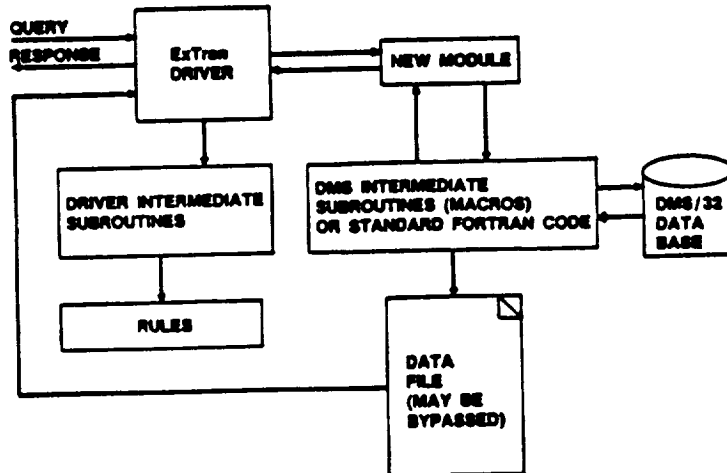 QUERY
RESPONSE
ExTran
DRIVER
NEW MODULE
DRIVER INTERMEDIATE
SUBROUTINES
DMS INTERMEDIATE
SUBROUTINES (MACROS)
OR STANDARD FORTRAN CODE
DMS/32
DATA
BASE
RULES
DATA
FILE
(MAY BE
BYPASSED)